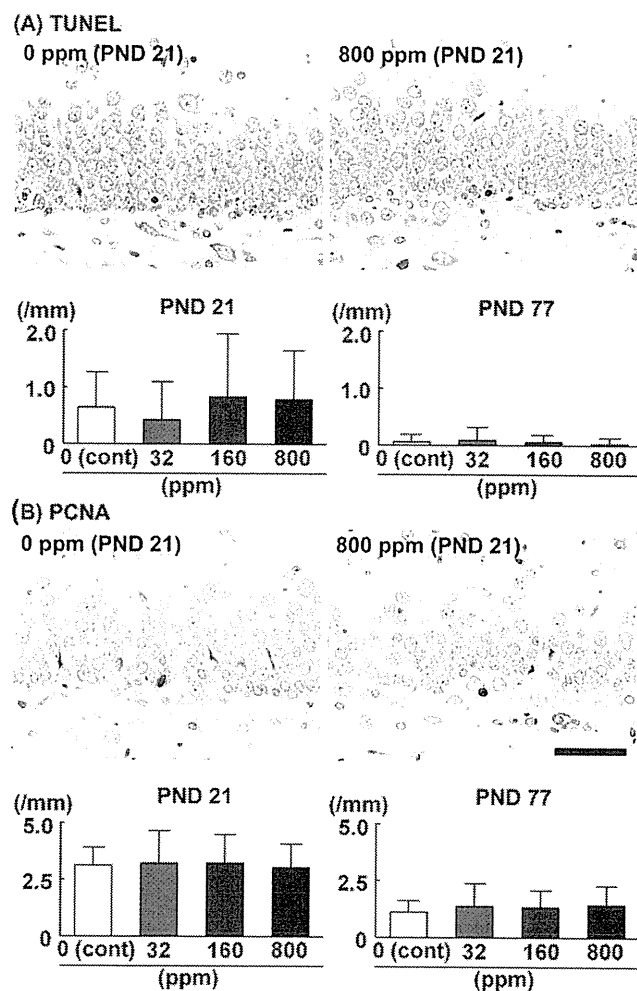 (A) TUNEL
0 ppm (PND 21) 800 ppm (PND 21)
(/mm) PND 21 (/mm) PND 77
2.0 2.0
1.0 1.0
0 0
0 (cont) 32 160 800 0 (cont) 32 160 800
(ppm) (ppm)
(B) PCNA
0 ppm (PND 21) 800 ppm (PND 21)
(/mm) PND 21 (/mm) PND 77
5.0 5.0
2.5 2.5
0 0
0 (cont) 32 160 800 0 (cont) 32 160 800
(ppm) (ppm)